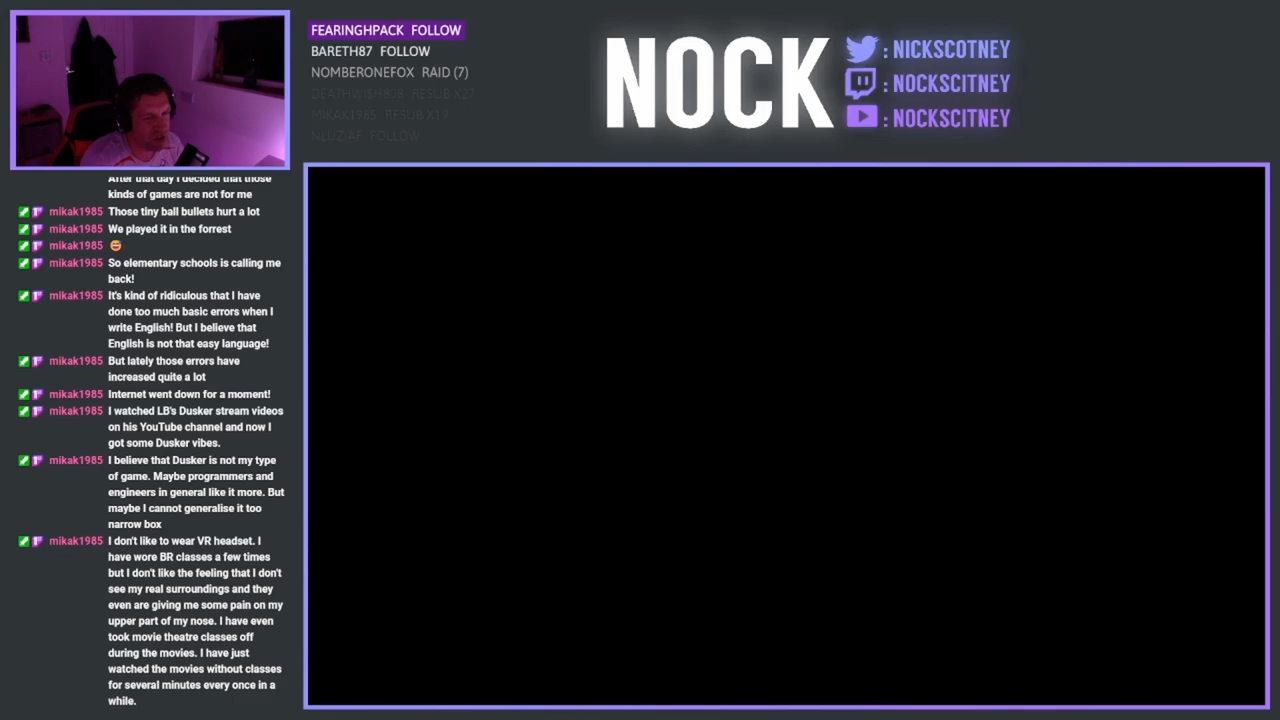 FEARINGHPACK FOLLOW
BARETH87 FOLLOW
NOMBERONEFOX RAID (7)
DEATHWISH808 RESUB X27
MIKAK1985 RESUB X19
NLUZIAF FOLLOW
NOCK
: NICKSCOTNEY
: NOCKSCITNEY
: NOCKSCITNEY
After that day I decided that those
kinds of games are not for me
mikak1985 Those tiny ball bullets hurt a lot
mikak1985 We played it in the forrest
mikak1985
mikak1985 So elementary schools is calling me
back!
mikak1985 It's kind of ridiculous that I have
done too much basic errors when I
write English! But I believe that
English is not that easy language!
mikak1985 But lately those errors have
increased quite a lot
mikak1985 Internet went down for a moment!
mikak1985 I watched LB's Dusker stream videos
on his YouTube channel and now I
got some Dusker vibes.
mikak1985 I believe that Dusker is not my type
of game. Maybe programmers and
engineers in general like it more. But
maybe I cannot generalise it too
narrow box
mikak1985 I don't like to wear VR headset. I
have wore BR classes a few times
but I don't like the feeling that I don't
see my real surroundings and they
even are giving me some pain on my
upper part of my nose. I have even
took movie theatre classes off
during the movies. I have just
watched the movies without classes
for several minutes every once in a
while.